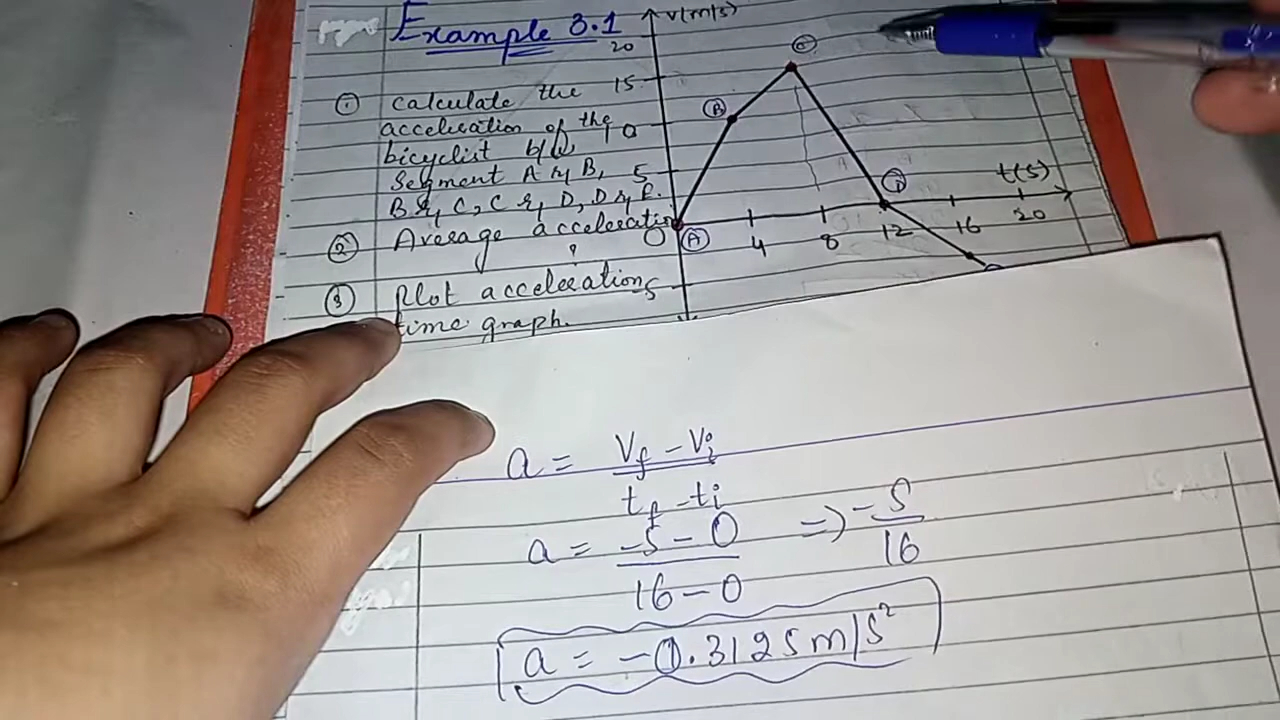 Example 3.1
① Calculate the
acceleration of the
bicyclist b/w
Segment A & B,
B & C, C & D, D & E.
② Average acceleration
?
③ Plot acceleration
time graph.
v(m/s)
20
15
10
5
0
5
A
B
C
D
t(s)
4
8
12
16
20
a = Vf - Vi
tf - ti
a = -5 - 0 => -5
16 - 0 16
a = -0.3125 m/s²